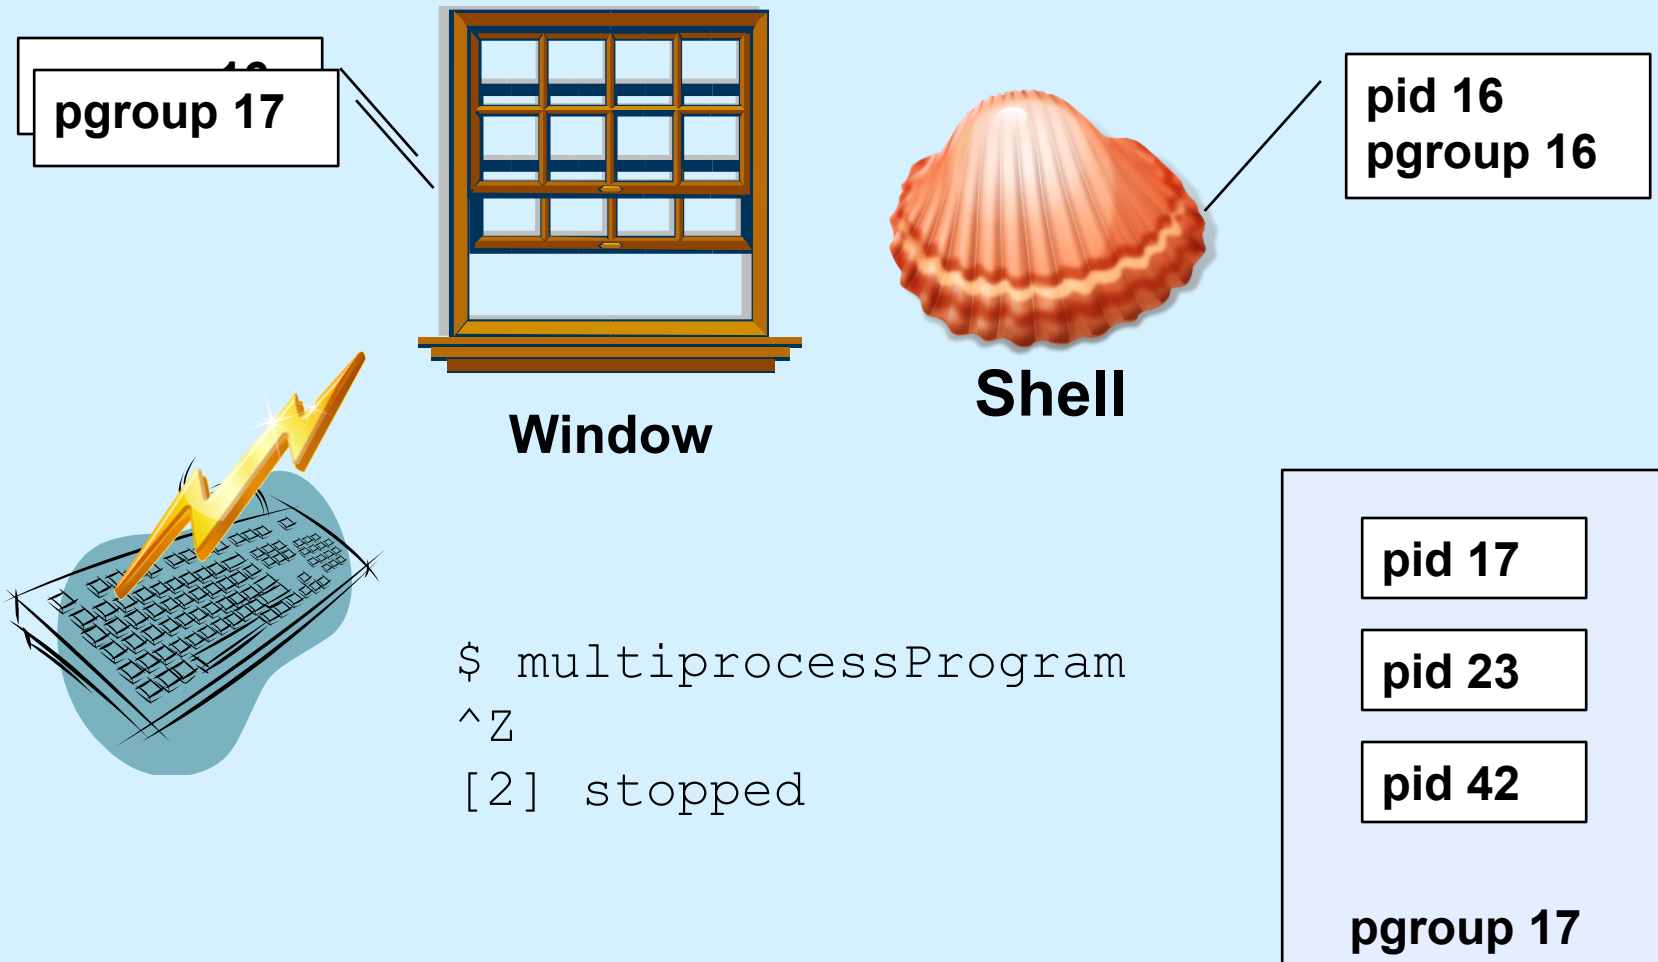 pgroup 17
pid 16
pgroup 16
Window
Shell
$ multiprocessProgram
^Z
[2] stopped
pid 17
pid 23
pid 42
pgroup 17